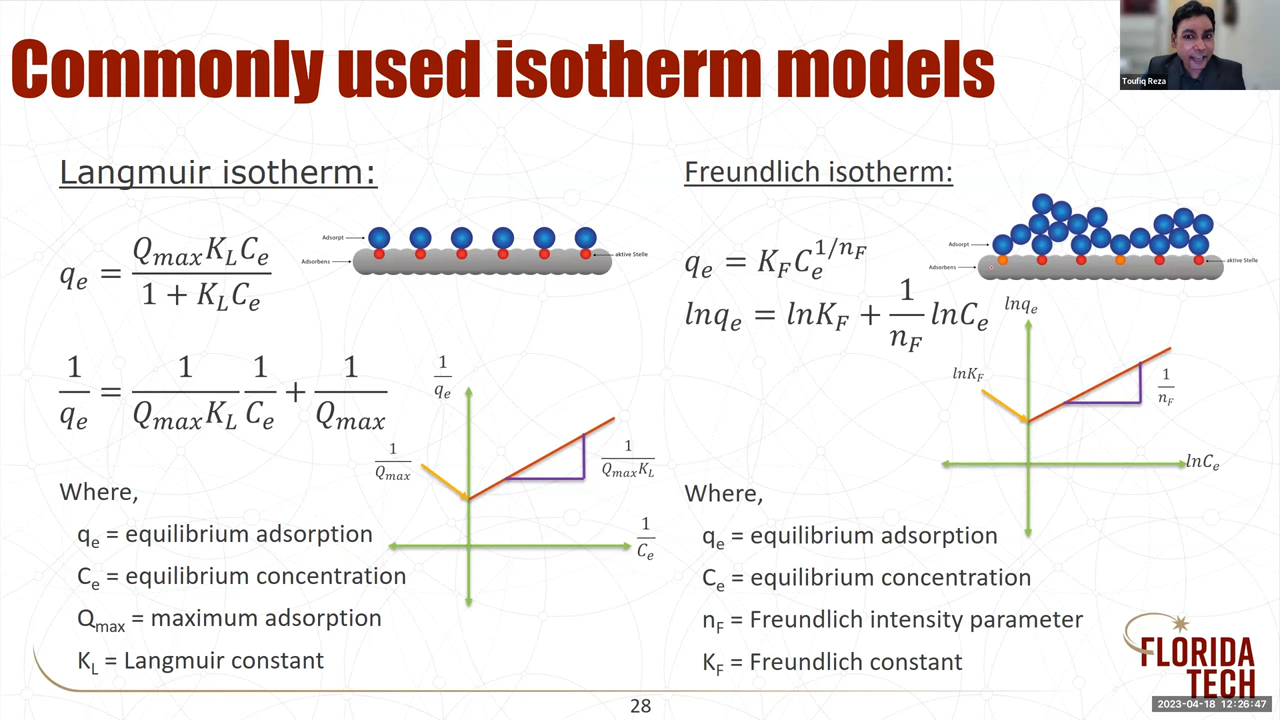 Commonly used isotherm models
Toufiq Reza
Langmuir isotherm:
q_e = Q_max K_L C_e / 1 + K_L C_e
Adsorpt
Adsorbens
aktive Stelle
1/q_e = 1/Q_max K_L 1/C_e + 1/Q_max
1/q_e
1/Q_max
1/Q_max K_L
1/C_e
Where,
q_e = equilibrium adsorption
C_e = equilibrium concentration
Q_max = maximum adsorption
K_L = Langmuir constant
Freundlich isotherm:
q_e = K_F C_e^1/n_F
Adsorpt
Adsorbens
aktive Stelle
lnq_e = lnK_F + 1/n_F lnC_e
lnq_e
lnK_F
1/n_F
lnC_e
Where,
q_e = equilibrium adsorption
C_e = equilibrium concentration
n_F = Freundlich intensity parameter
K_F = Freundlich constant
FLORIDA
TECH
28
2023-04-18 12:26:47